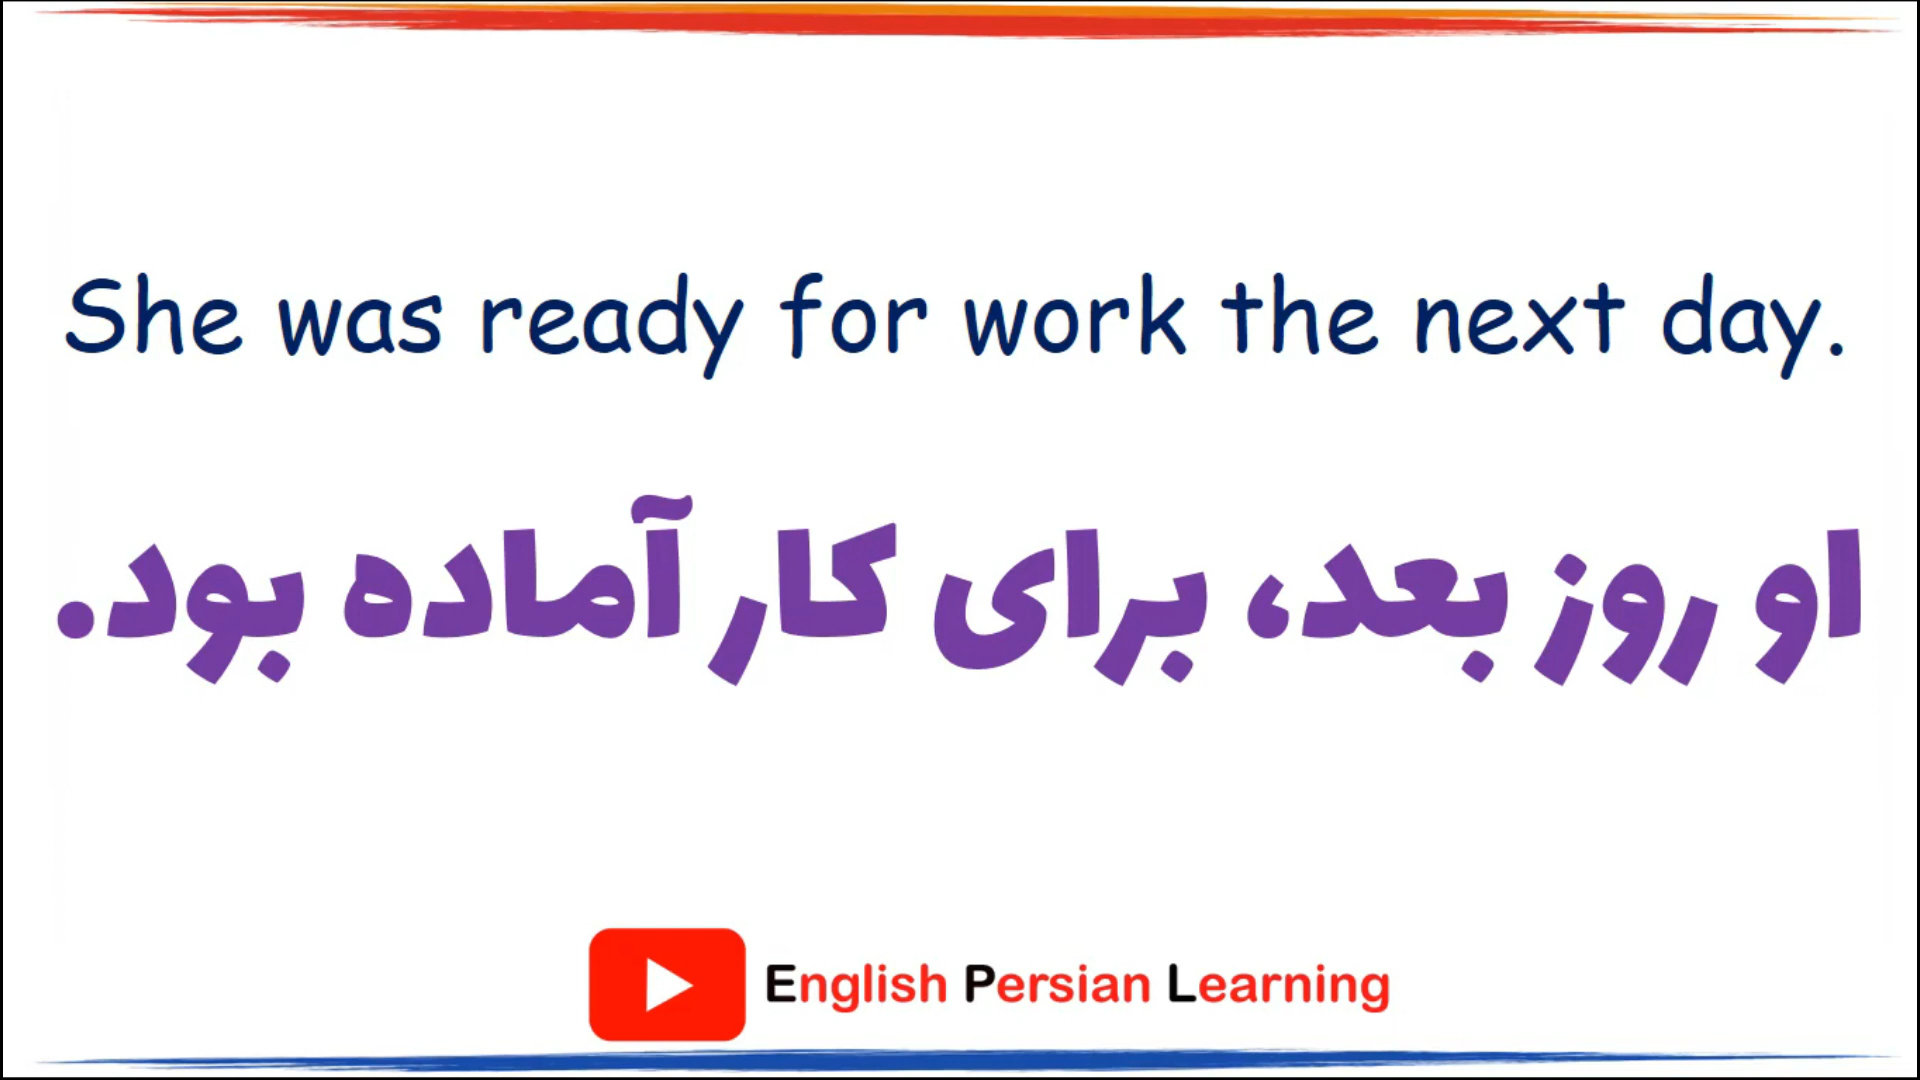 She was ready for work the next day.
او روز بعد، برای کار آماده بود.
English Persian Learning